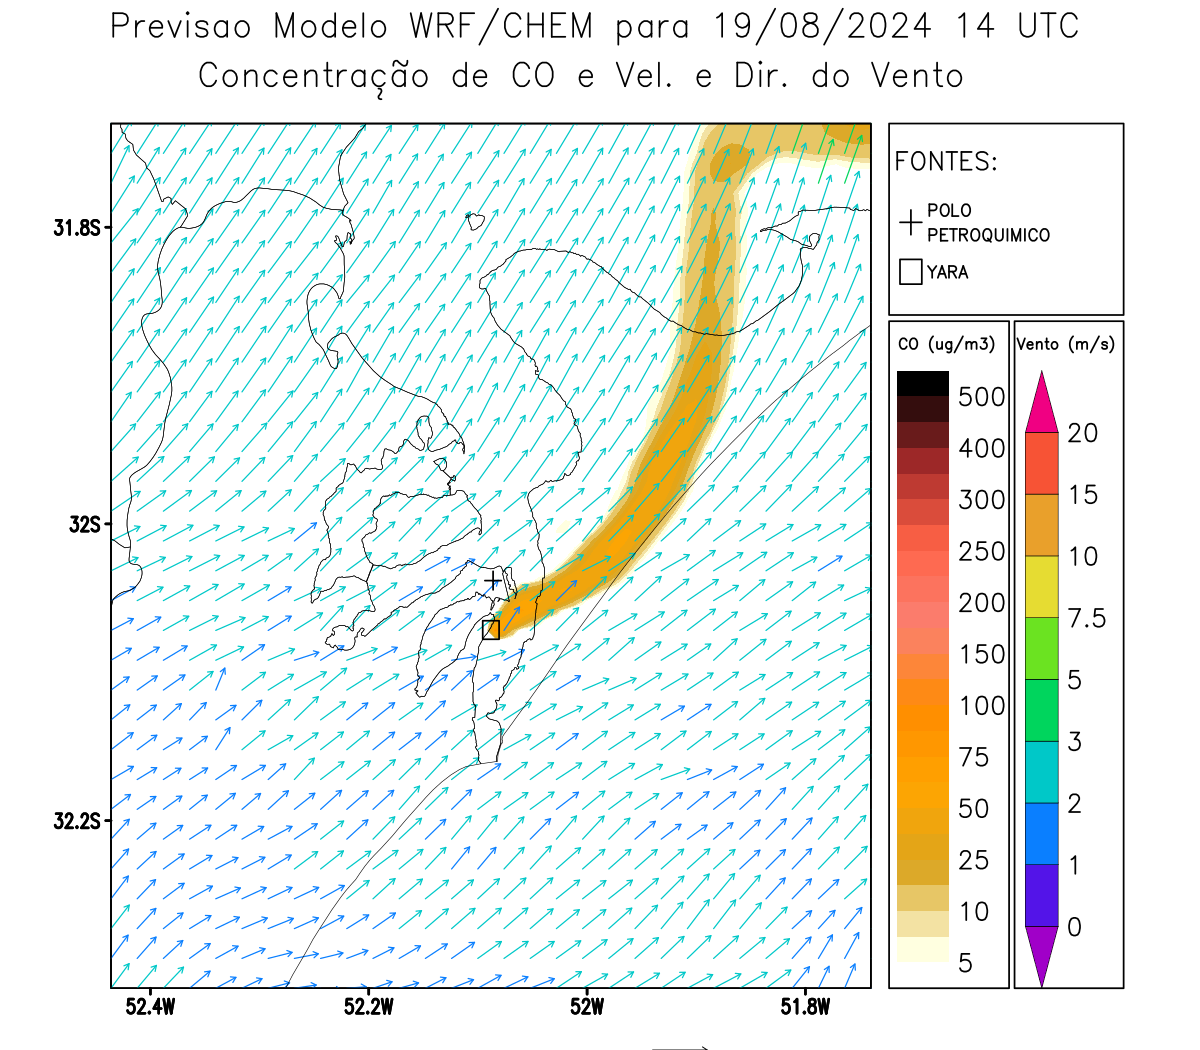 Previsao Modelo WRF/CHEM para 19/08/2024 14 UTC
Concentração de CO e Vel. e Dir. do Vento
FONTES:
POLO
PETROQUIMICO
YARA
CO (ug/m3)
500
400
300
250
200
150
100
75
50
25
10
5
Vento (m/s)
20
15
10
7.5
5
3
2
1
0
31.8S
32S
32.2S
52.4W
52.2W
52W
51.8W